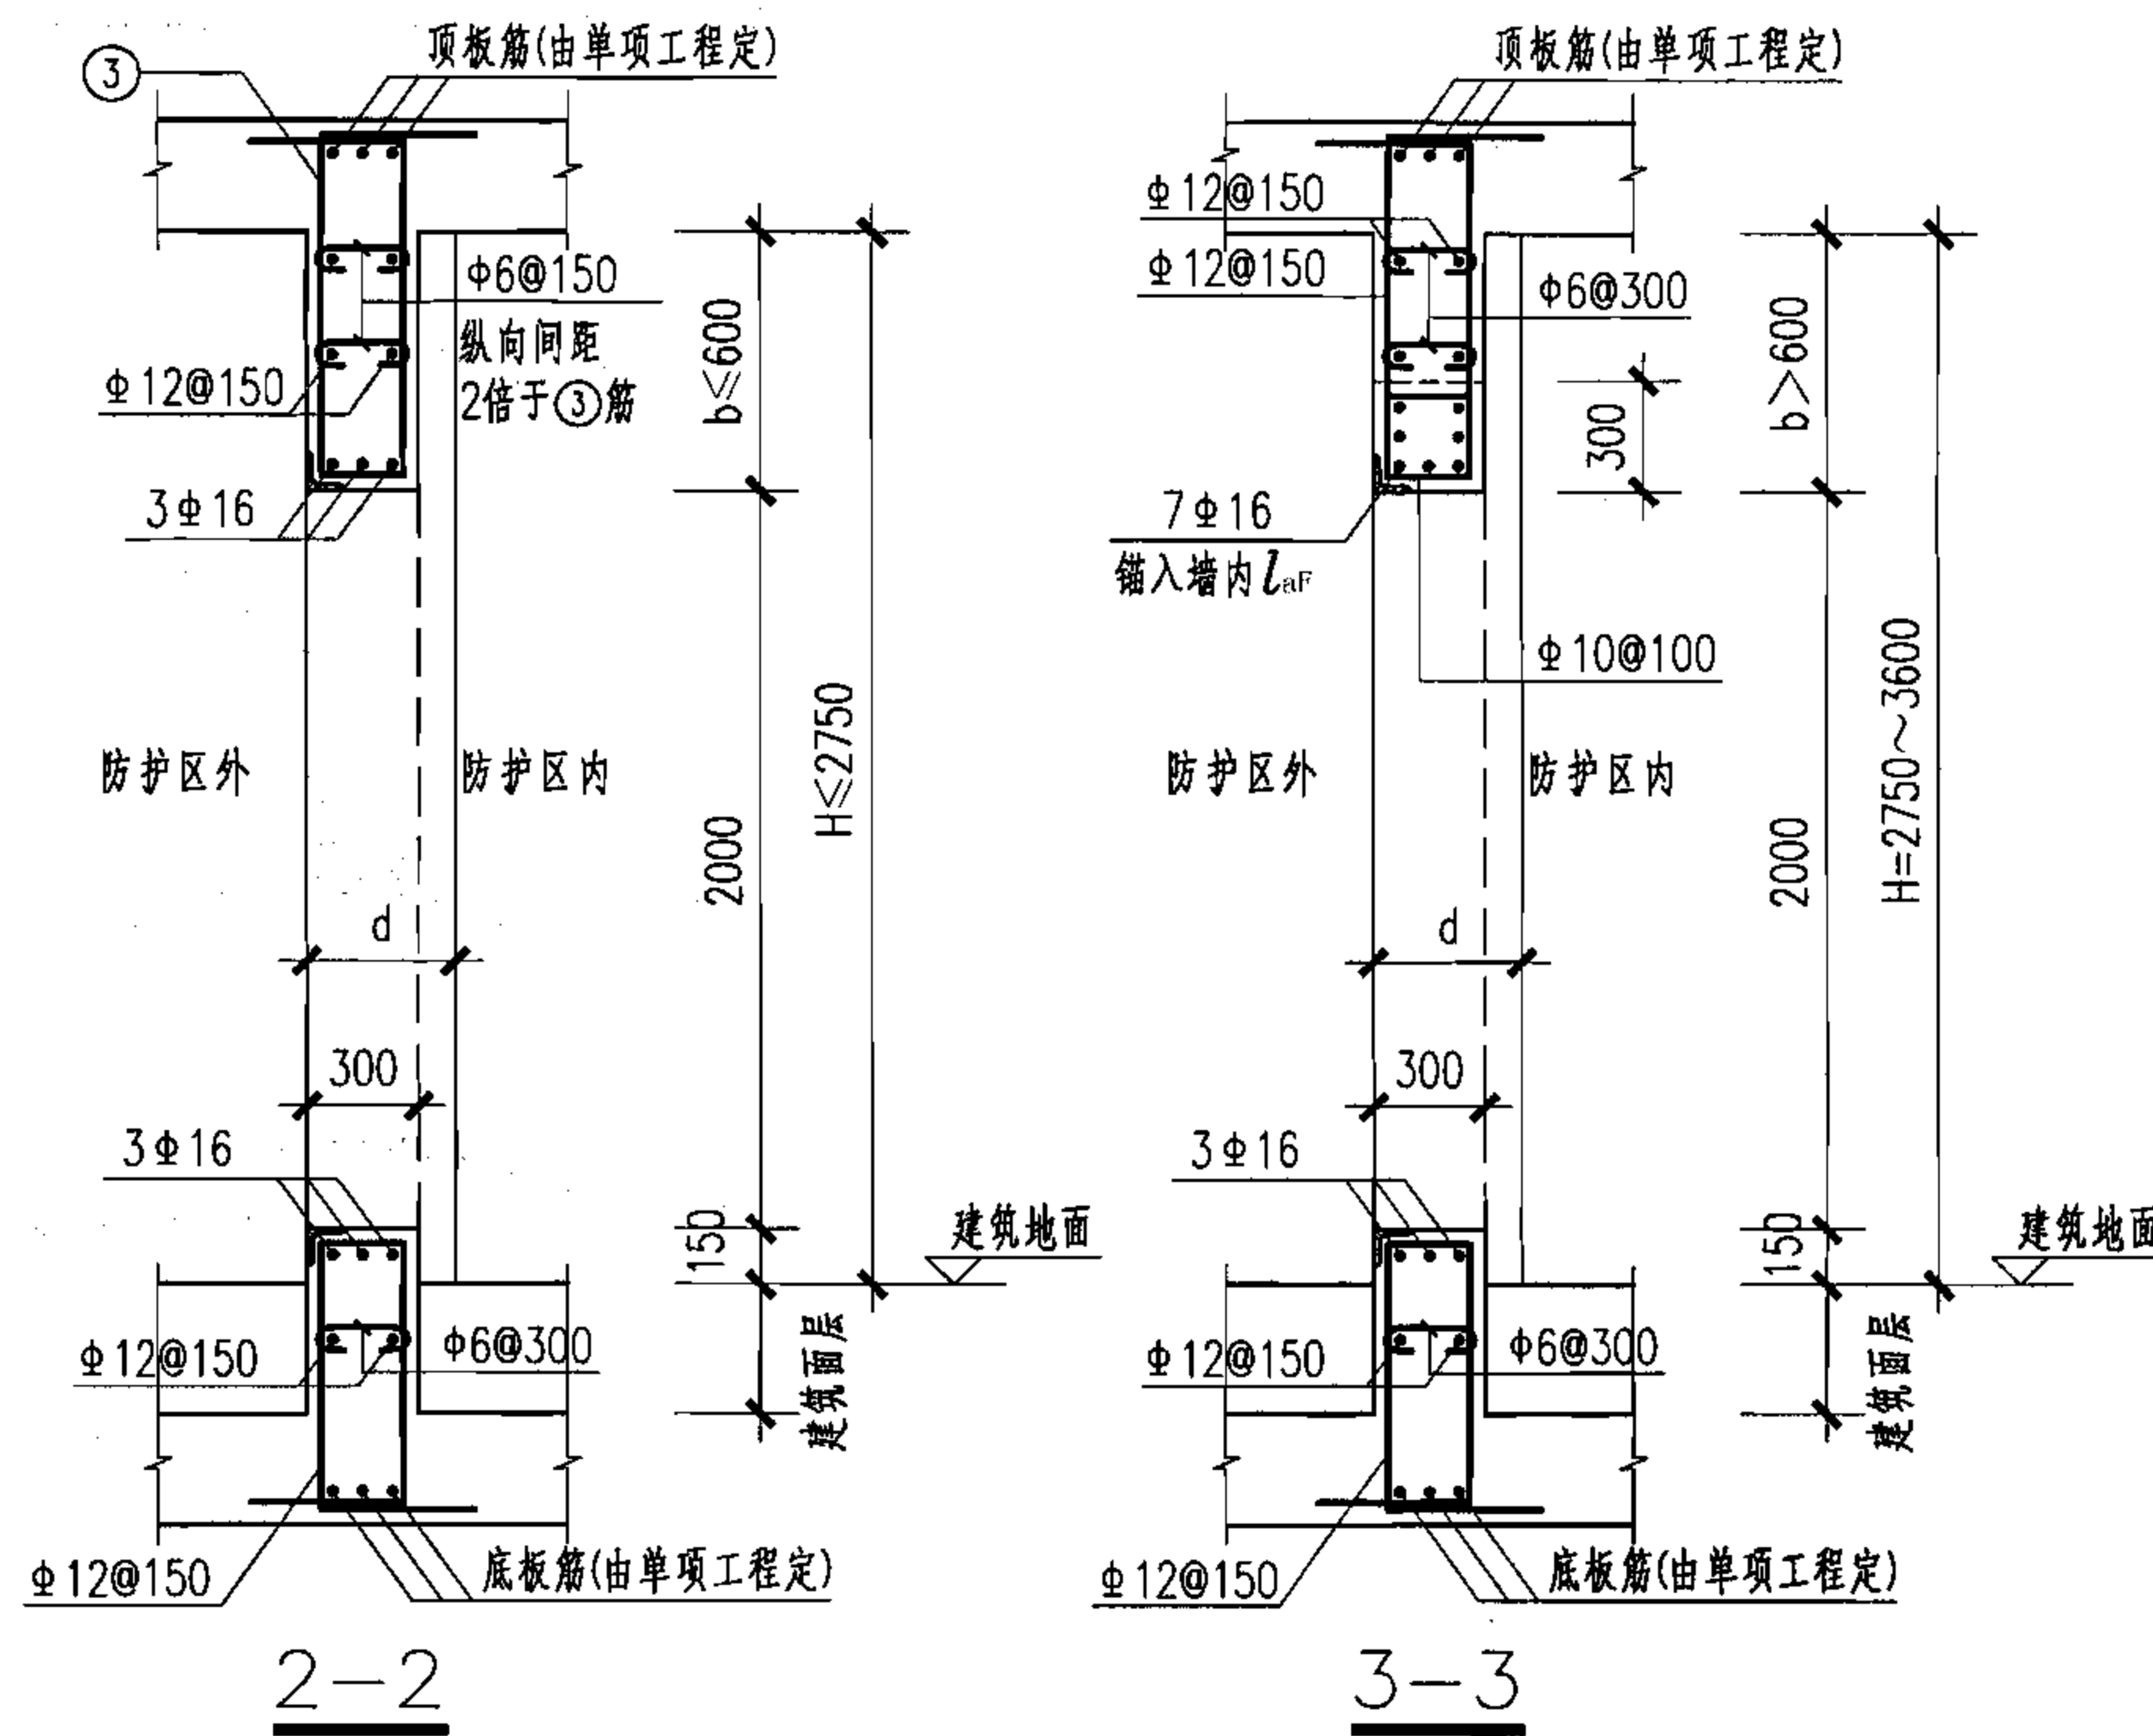 ③
顶板筋(由单项工程定)
Φ6@150
纵向间距
2倍于③筋
Φ12@150
3Φ16
b≤600
H≤2750
防护区外
防护区内
2000
d
300
3Φ16
150
建筑地面
Φ12@150
Φ6@300
建筑面层
Φ12@150
底板筋(由单项工程定)
2-2
顶板筋(由单项工程定)
Φ12@150
Φ12@150
Φ6@300
b>600
300
7Φ16
锚入墙内laF
Φ10@100
H=2750~3600
防护区外
防护区内
2000
d
300
3Φ16
150
建筑地面
Φ12@150
Φ6@300
建筑面层
Φ12@150
底板筋(由单项工程定)
3-3